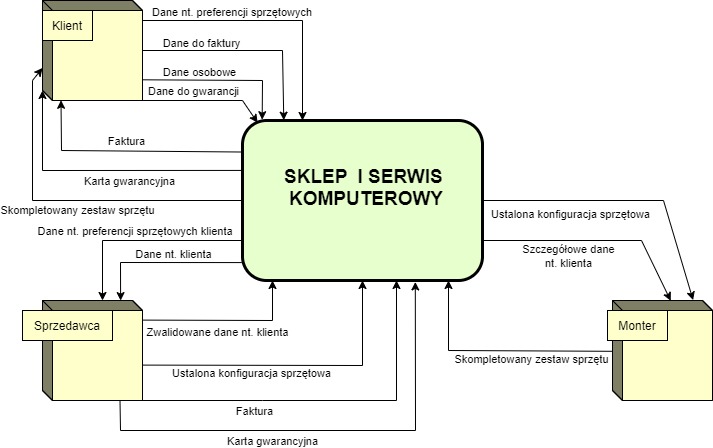 Klient
Dane nt. preferencji sprzętowych
Dane do faktury
Dane osobowe
Dane do gwarancji
Faktura
Karta gwarancyjna
Skompletowany zestaw sprzętu
SKLEP I SERWIS
KOMPUTEROWY
Ustalona konfiguracja sprzętowa
Dane nt. preferencji sprzętowych klienta
Szczegółowe dane
nt. klienta
Dane nt. klienta
Sprzedawca
Zwalidowane dane nt. klienta
Monter
Skompletowany zestaw sprzętu
Ustalona konfiguracja sprzętowa
Faktura
Karta gwarancyjna